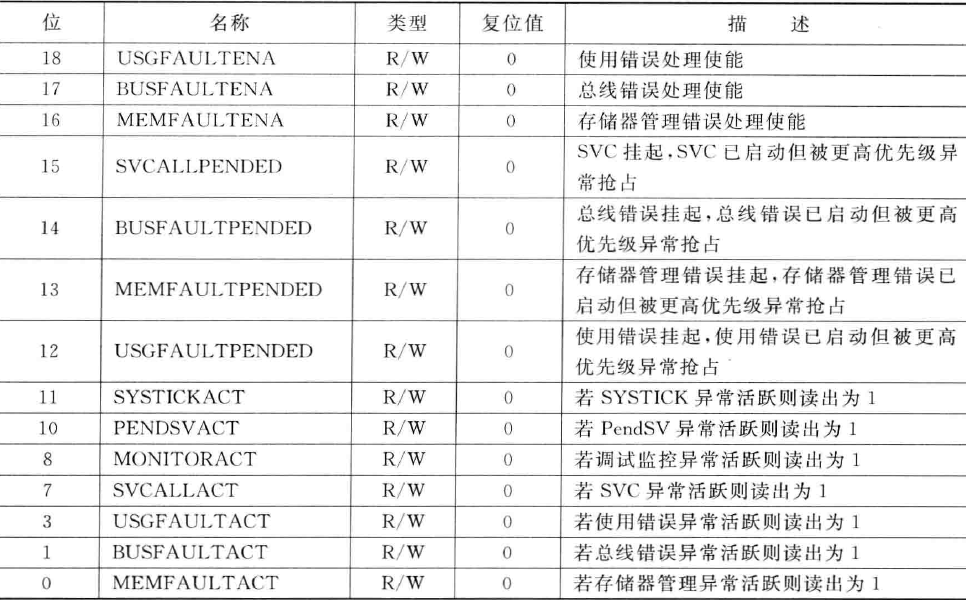 位 名称 类型 复位值 描 述
18 USGFAULTENA R/W 0 使用错误处理使能
17 BUSFAULTENA R/W 0 总线错误处理使能
16 MEMFAULTENA R/W 0 存储器管理错误处理使能
15 SVCALLPENDED R/W 0 SVC 挂起,SVC 已启动但被更高优先级异
常抢占
14 BUSFAULTPENDED R/W 0 总线错误挂起,总线错误已启动但被更高
优先级异常抢占
13 MEMFAULTPENDED R/W 0 存储器管理错误挂起,存储器管理错误已
启动但被更高优先级异常抢占
12 USGFAULTPENDED R/W 0 使用错误挂起,使用错误已启动但被更高
优先级异常抢占
11 SYSTICKACT R/W 0 若 SYSTICK 异常活跃则读出为 1
10 PENDSVACT R/W 0 若 PendSV 异常活跃则读出为 1
8 MONITORACT R/W 0 若调试监控异常活跃则读出为 1
7 SVCALLACT R/W 0 若 SVC 异常活跃则读出为 1
3 USGFAULTACT R/W 0 若使用错误异常活跃则读出为 1
1 BUSFAULTACT R/W 0 若总线错误异常活跃则读出为 1
0 MEMFAULTACT R/W 0 若存储器管理异常活跃则读出为 1